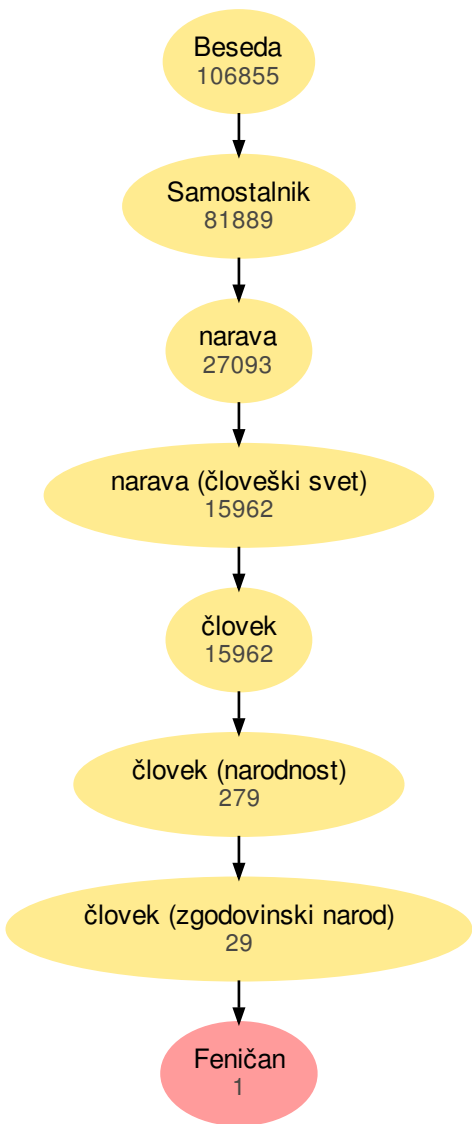 Beseda
106855
Samostalnik
81889
narava
27093
narava (človeški svet)
15962
človek
15962
človek (narodnost)
279
človek (zgodovinski narod)
29
Feničan
1